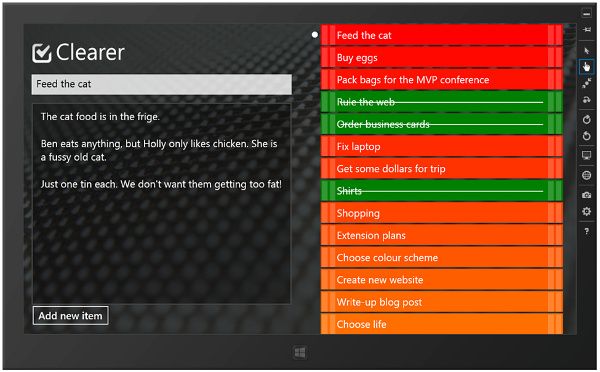 Clearer
Feed the cat
The cat food is in the frige.
Ben eats anything, but Holly only likes chicken. She is
a fussy old cat.
Just one tin each. We don't want them getting too fat!
Add new item
Feed the cat
Buy eggs
Pack bags for the MVP conference
Rule the web
Order business cards
Fix laptop
Get some dollars for trip
Shirts
Shopping
Extension plans
Choose colour scheme
Create new website
Write-up blog post
Choose life
?